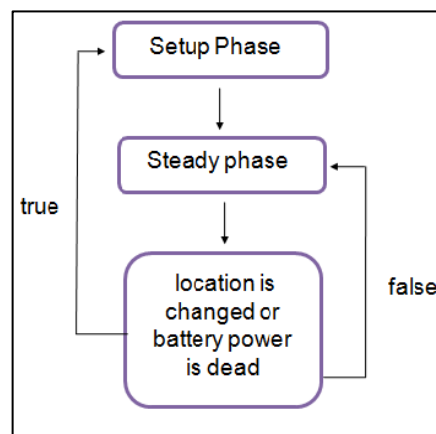 Setup Phase
Steady phase
true
location is
changed or
battery power
is dead
false